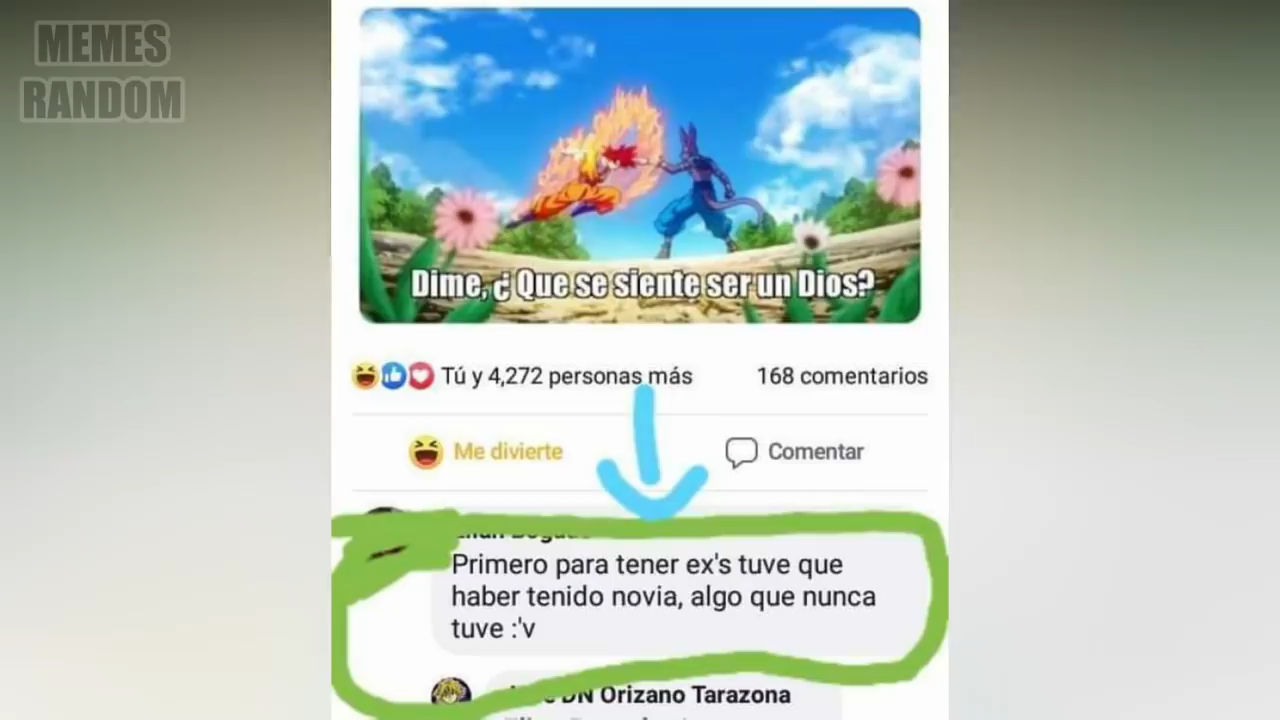 MEMES
RANDOM
Dime, ¿ Que se siente ser un Dios?
Tú y 4,272 personas más
168 comentarios
Me divierte
Comentar
Primero para tener ex's tuve que
haber tenido novia, algo que nunca
tuve :'v
DN Orizano Tarazona